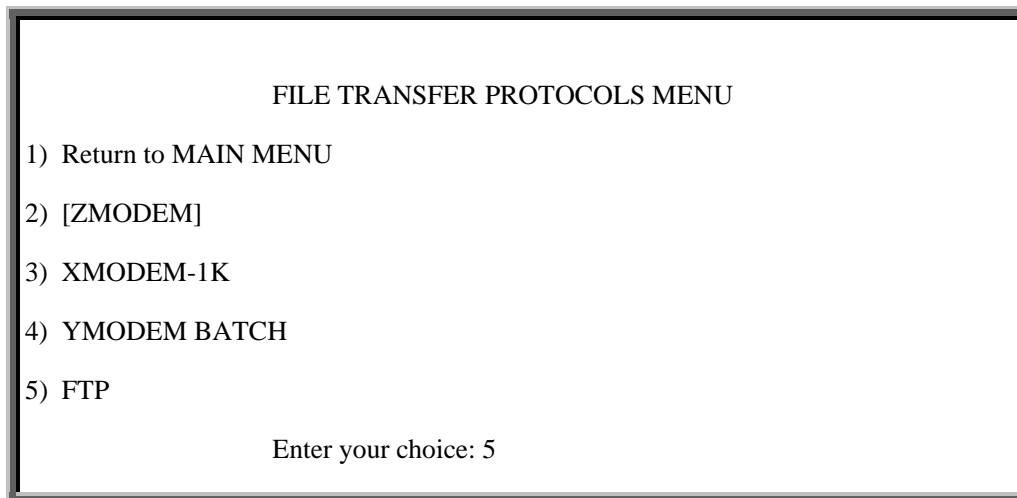 FILE TRANSFER PROTOCOLS MENU
1) Return to MAIN MENU
2) [ZMODEM]
3) XMODEM-1K
4) YMODEM BATCH
5) FTP
Enter your choice: 5